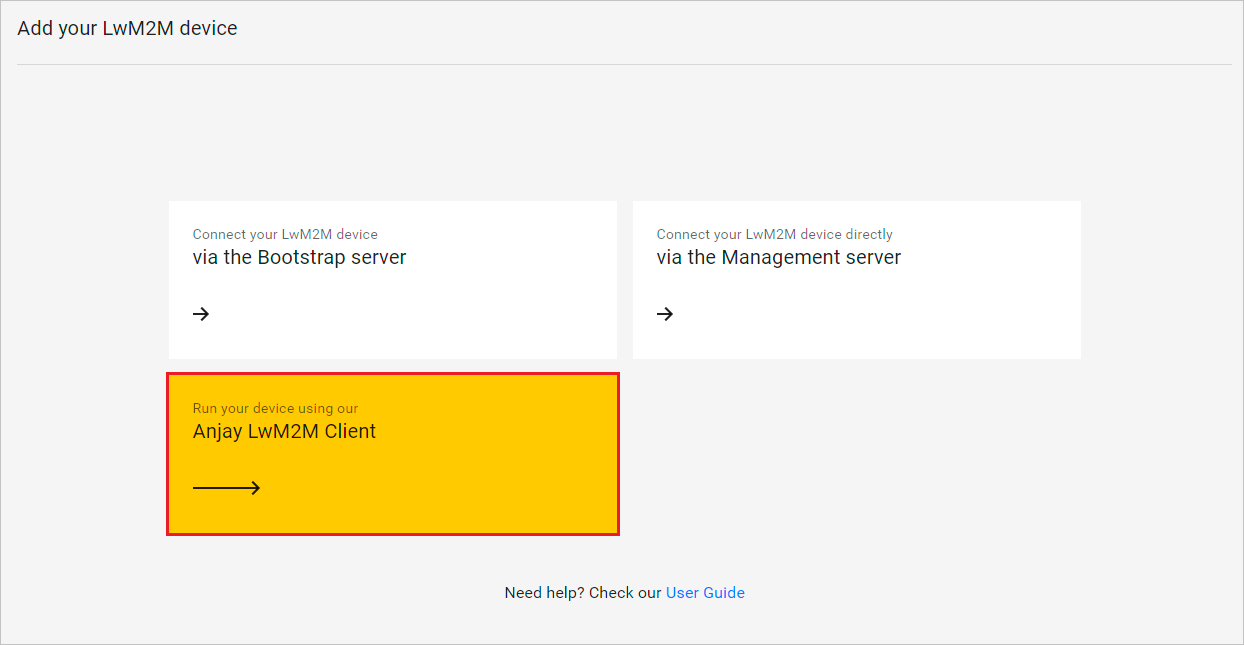 Add your LwM2M device
Connect your LwM2M device
via the Bootstrap server
Connect your LwM2M device directly
via the Management server
Run your device using our
Anjay LwM2M Client
Need help? Check our User Guide